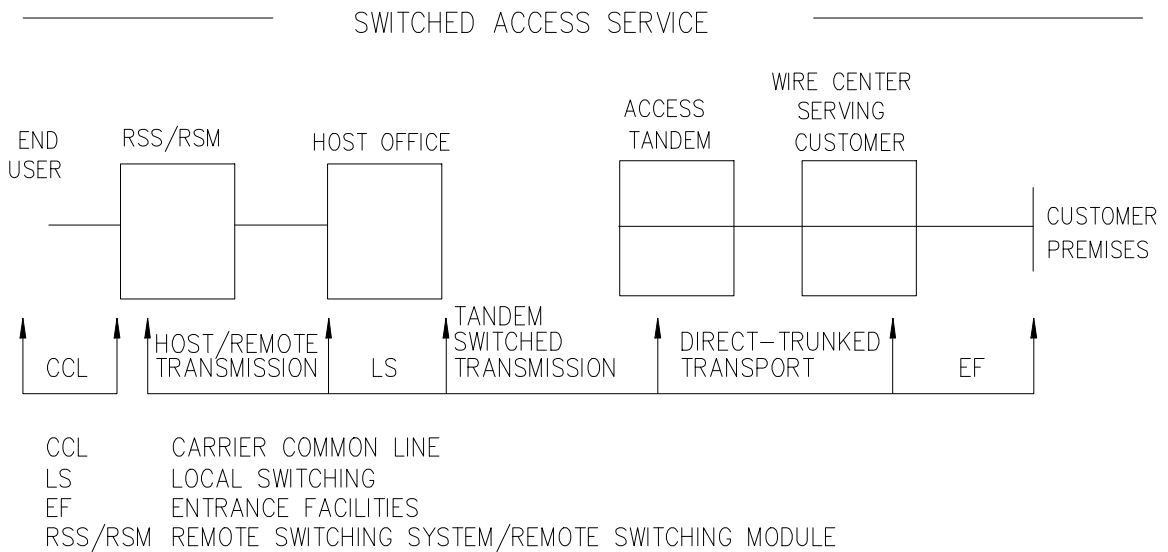 SWITCHED ACCESS SERVICE
END
USER
RSS/RSM
HOST OFFICE
ACCESS
TANDEM
WIRE CENTER
SERVING
CUSTOMER
CUSTOMER
PREMISES
CCL
HOST/REMOTE
TRANSMISSION
LS
TANDEM
SWITCHED
TRANSMISSION
DIRECT-TRUNKED
TRANSPORT
EF
CCL CARRIER COMMON LINE
LS LOCAL SWITCHING
EF ENTRANCE FACILITIES
RSS/RSM REMOTE SWITCHING SYSTEM/REMOTE SWITCHING MODULE